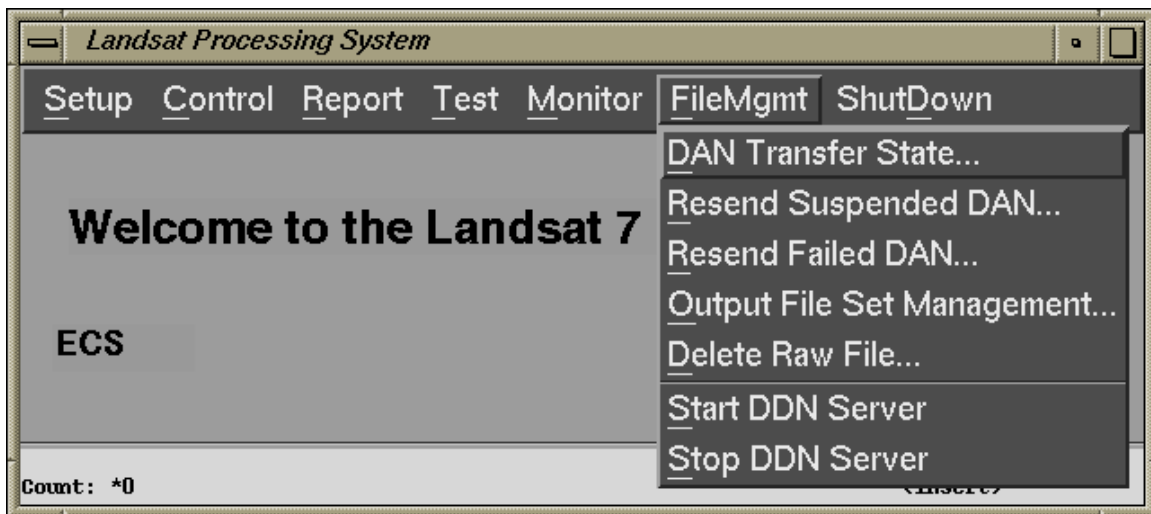 Landsat Processing System
Setup Control Report Test Monitor FileMgmt ShutDown
DAN Transfer State...
Resend Suspended DAN...
Welcome to the Landsat 7
Resend Failed DAN...
Output File Set Management...
ECS
Delete Raw File...
Start DDN Server
Stop DDN Server
Count: *0